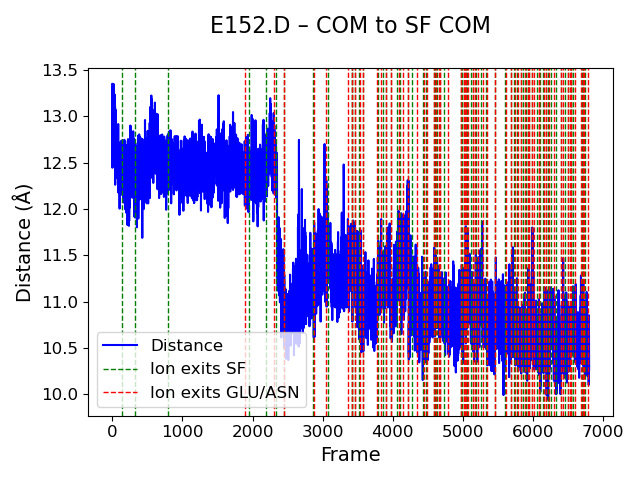 E152.D – COM to SF COM
13.5
13.0
12.5
12.0
11.5
11.0
10.5
10.0
Distance (Å)
Distance
Ion exits SF
Ion exits GLU/ASN
0 1000 2000 3000 4000 5000 6000 7000
Frame